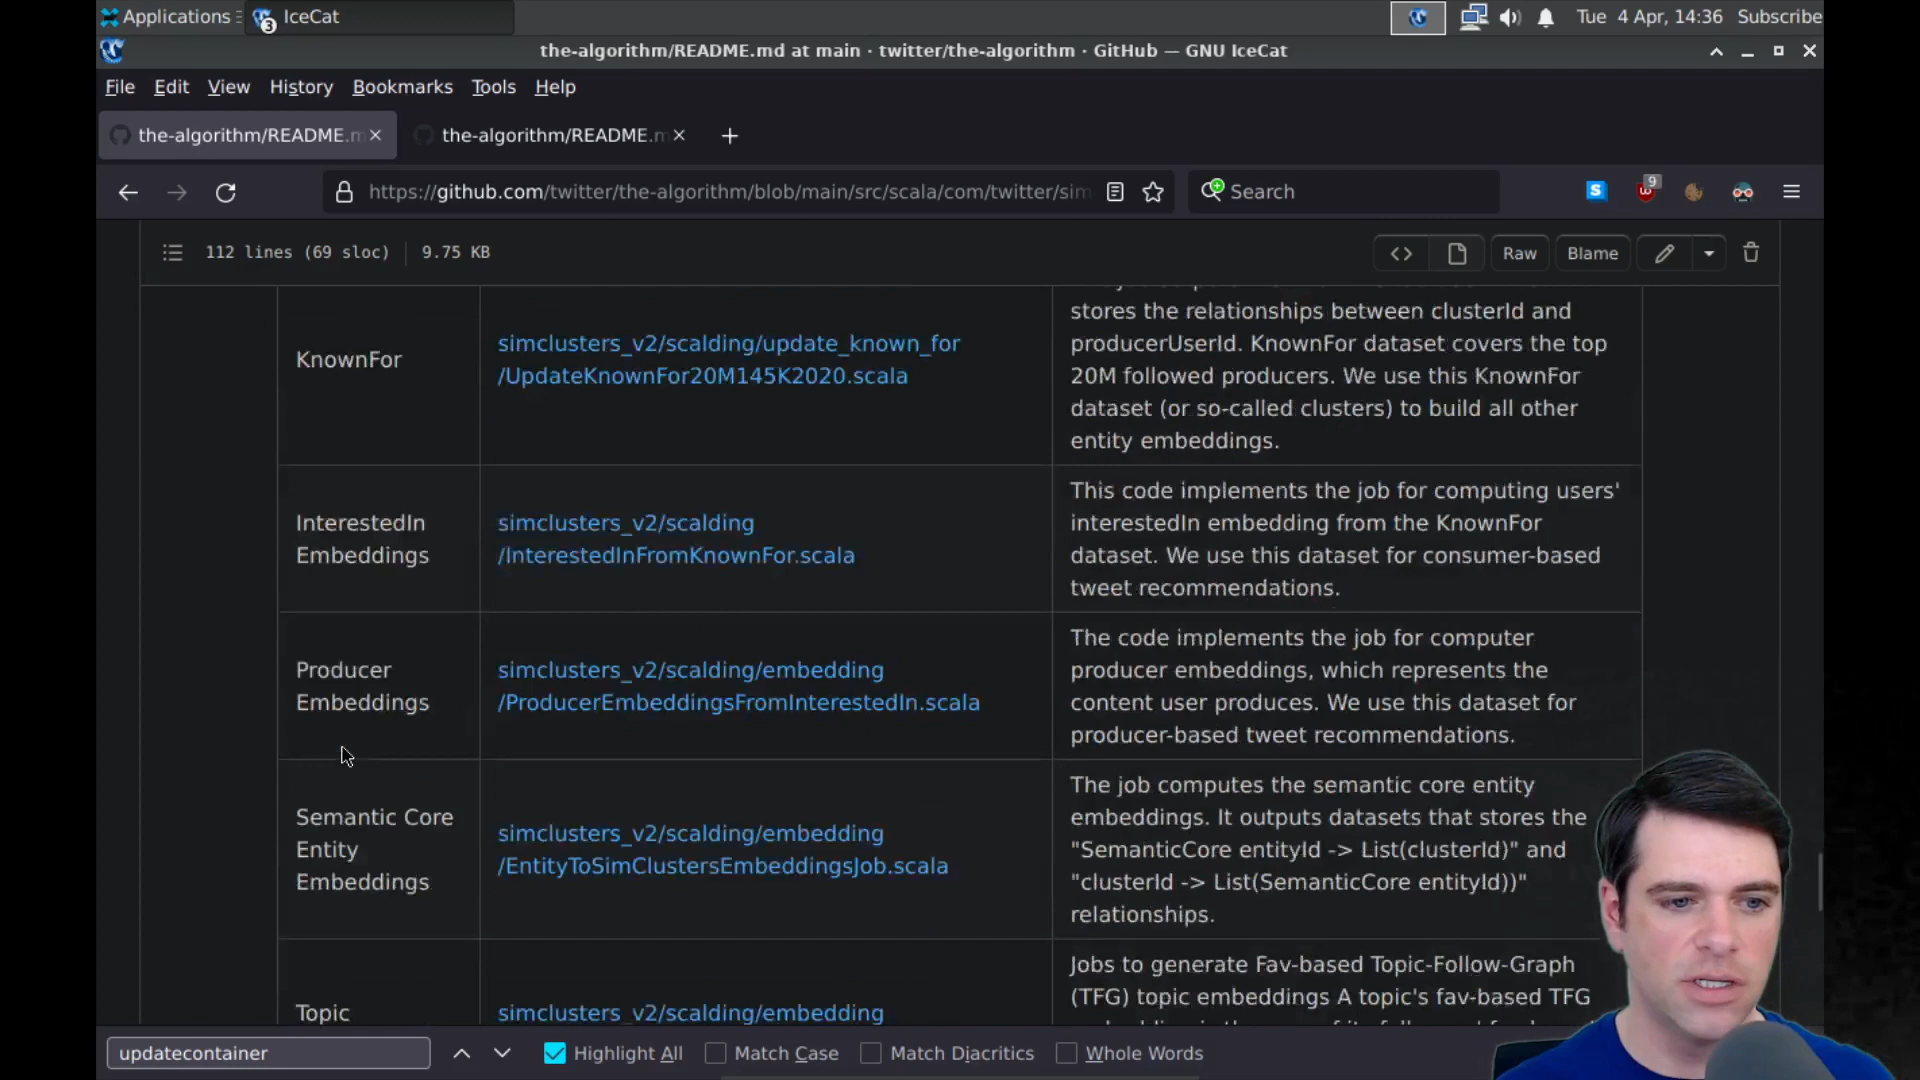 Applications
3
IceCat
Tue 4 Apr, 14:36
Subscribe
the-algorithm/README.md at main · twitter/the-algorithm · GitHub — GNU IceCat
File Edit View History Bookmarks Tools Help
the-algorithm/README.m
the-algorithm/README.m
https://github.com/twitter/the-algorithm/blob/main/src/scala/com/twitter/sim
Search
S
9
112 lines (69 sloc)
9.75 KB
Raw
Blame
KnownFor
simclusters_v2/scalding/update_known_for
/UpdateKnownFor20M145K2020.scala
stores the relationships between clusterId and
producerUserId. KnownFor dataset covers the top
20M followed producers. We use this KnownFor
dataset (or so-called clusters) to build all other
entity embeddings.
InterestedIn
Embeddings
simclusters_v2/scalding
/InterestedInFromKnownFor.scala
This code implements the job for computing users'
interestedIn embedding from the KnownFor
dataset. We use this dataset for consumer-based
tweet recommendations.
Producer
Embeddings
simclusters_v2/scalding/embedding
/ProducerEmbeddingsFromInterestedIn.scala
The code implements the job for computer
producer embeddings, which represents the
content user produces. We use this dataset for
producer-based tweet recommendations.
Semantic Core
Entity
Embeddings
simclusters_v2/scalding/embedding
/EntityToSimClustersEmbeddingsJob.scala
The job computes the semantic core entity
embeddings. It outputs datasets that stores the
"SemanticCore entityId -> List(clusterId)" and
"clusterId -> List(SemanticCore entityId))"
relationships.
Topic
simclusters_v2/scalding/embedding
Jobs to generate Fav-based Topic-Follow-Graph
(TFG) topic embeddings A topic's fav-based TFG
updatecontainer
Highlight All
Match Case
Match Diacritics
Whole Words